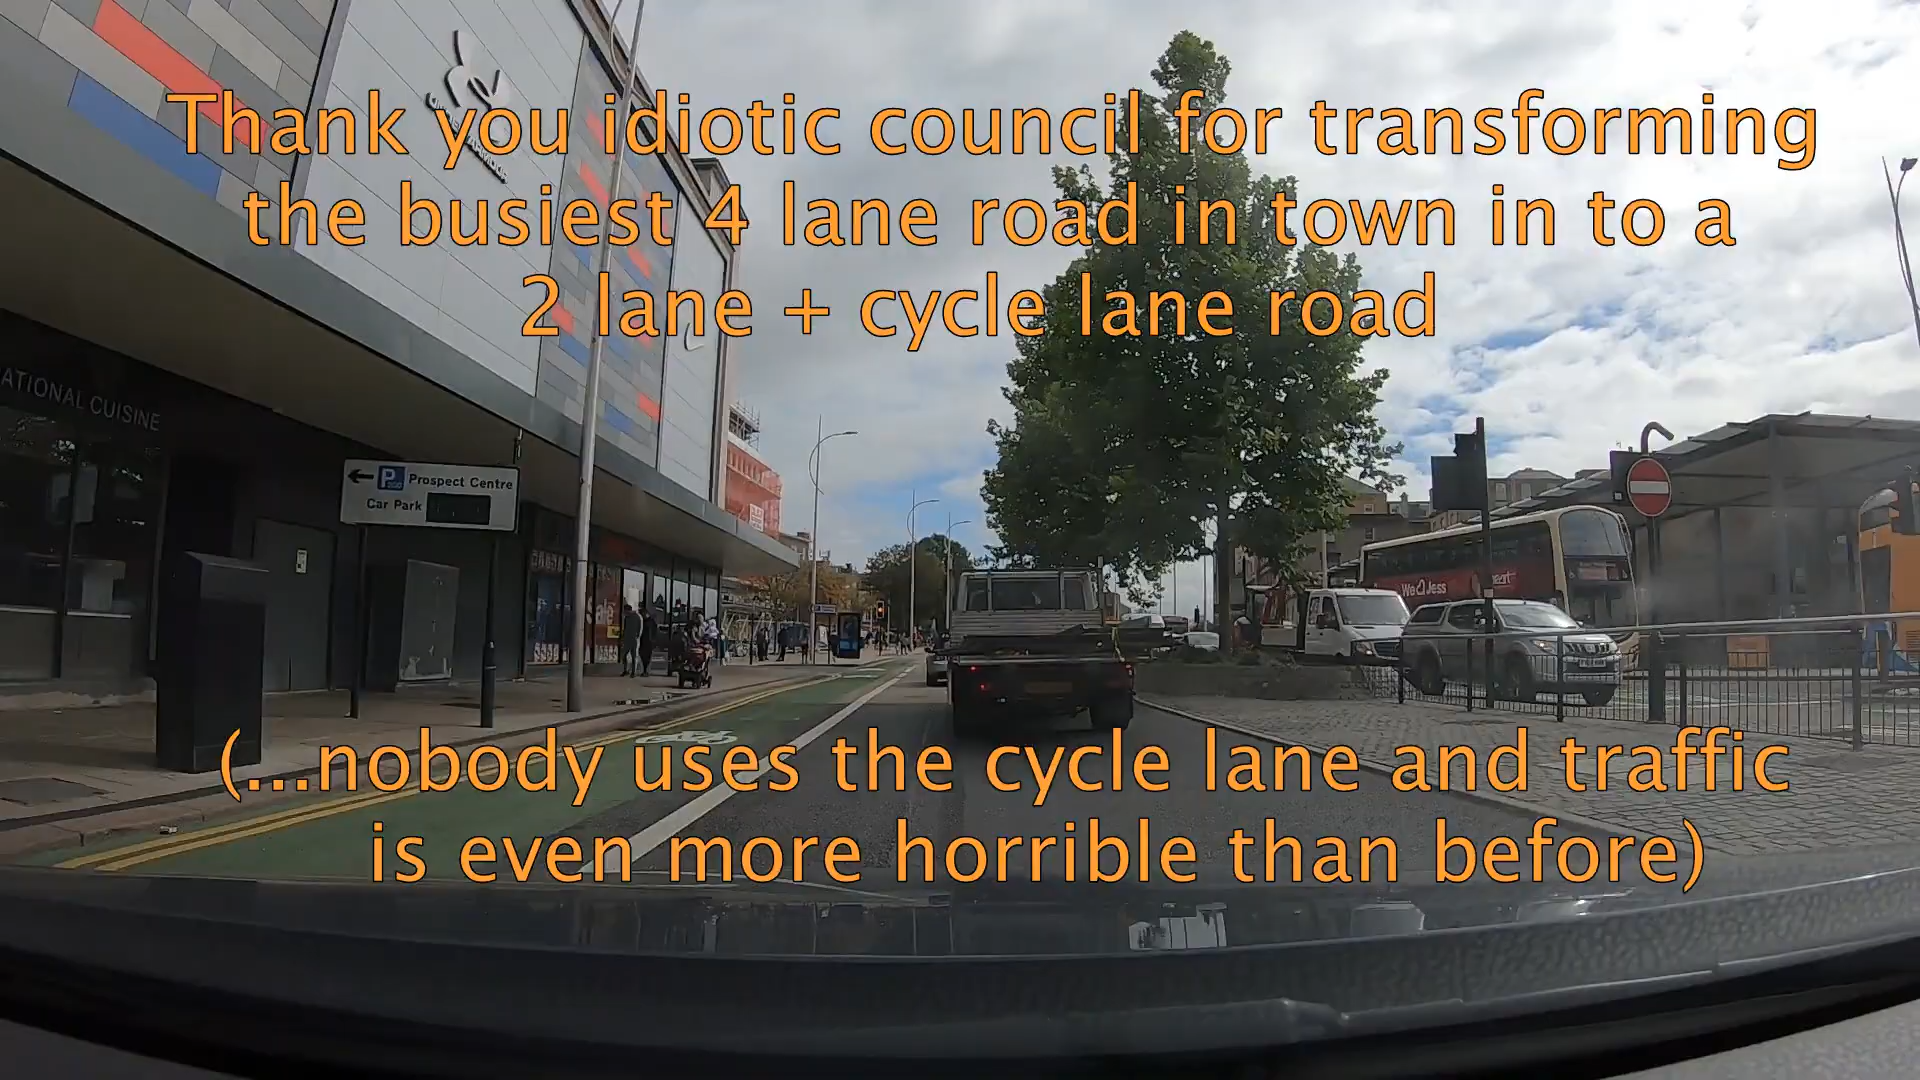 Thank you idiotic council for transforming
the busiest 4 lane road in town in to a
2 lane + cycle lane road
ATIONAL CUISINE
P Prospect Centre
Car Park
We Jess
(...nobody uses the cycle lane and traffic
is even more horrible than before)